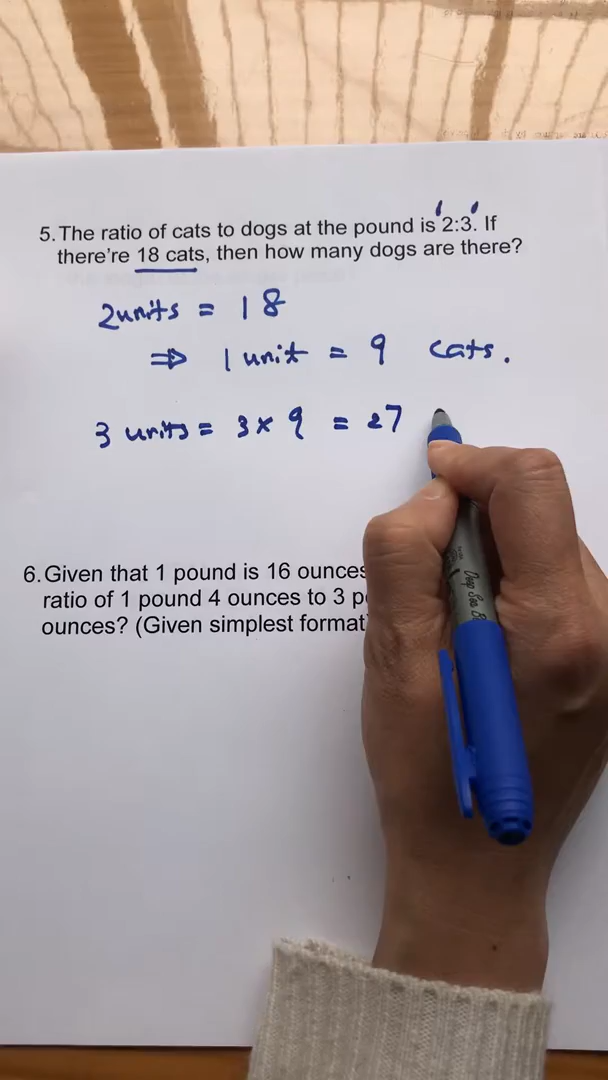 5. The ratio of cats to dogs at the pound is 2:3. If
there're 18 cats, then how many dogs are there?
2units = 18
⇒ 1 unit = 9 cats.
3 units = 3 × 9 = 27
6. Given that 1 pound is 16 ounces
ratio of 1 pound 4 ounces to 3
ounces? (Given simplest format
Deep Sea